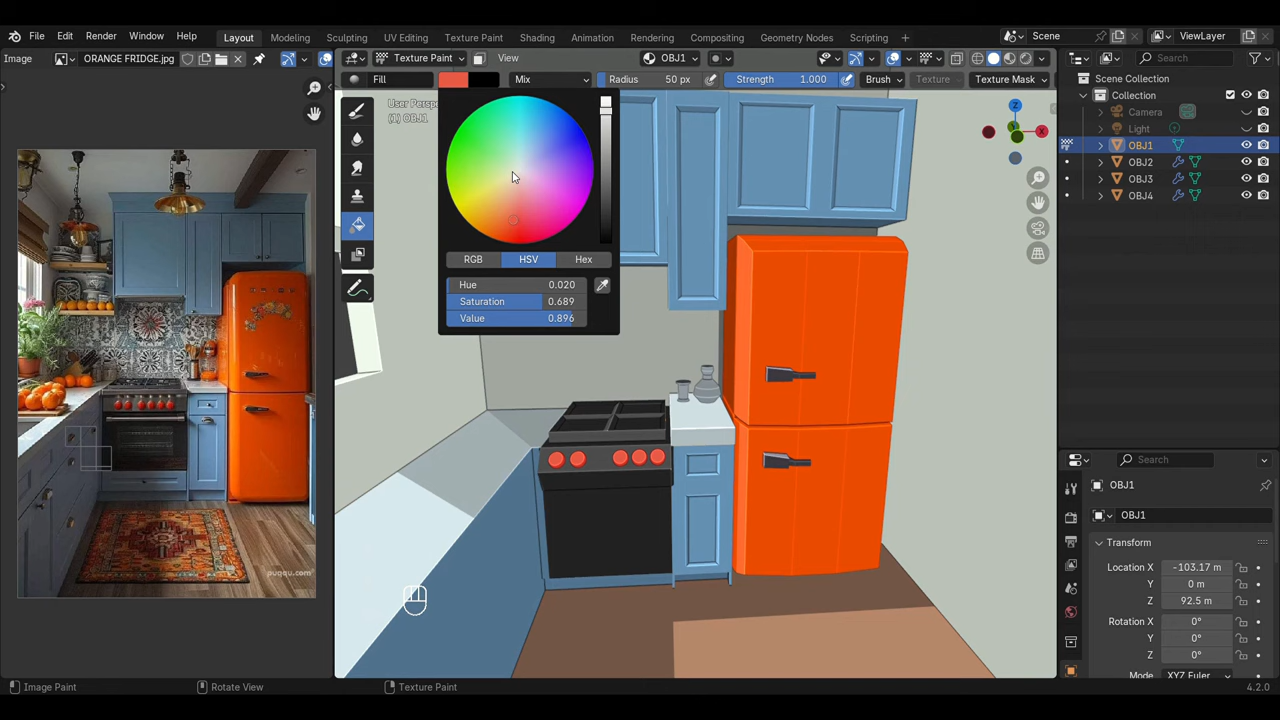 File Edit Render Window Help
Layout Modeling Sculpting UV Editing Texture Paint Shading Animation Rendering Compositing Geometry Nodes Scripting
Scene
ViewLayer
Image
ORANGE FRIDGE.jpg
Texture Paint
View
OBJ1
Search
Fill
Mix
Radius 50 px
Strength 1.000
Brush
Texture
Texture Mask
User Perspe
(1) OBJ1
Scene Collection
Collection
Camera
Light
OBJ1
OBJ2
OBJ3
OBJ4
Z
Y
X
RGB HSV Hex
Hue 0.020
Saturation 0.689
Value 0.896
Search
OBJ1
OBJ1
Transform
Location X -103.17 m
Y 0 m
Z 92.5 m
Rotation X 0°
Y 0°
Z 0°
Mode XYZ Euler
puqqu.com
Image Paint
Rotate View
Texture Paint
4.2.0